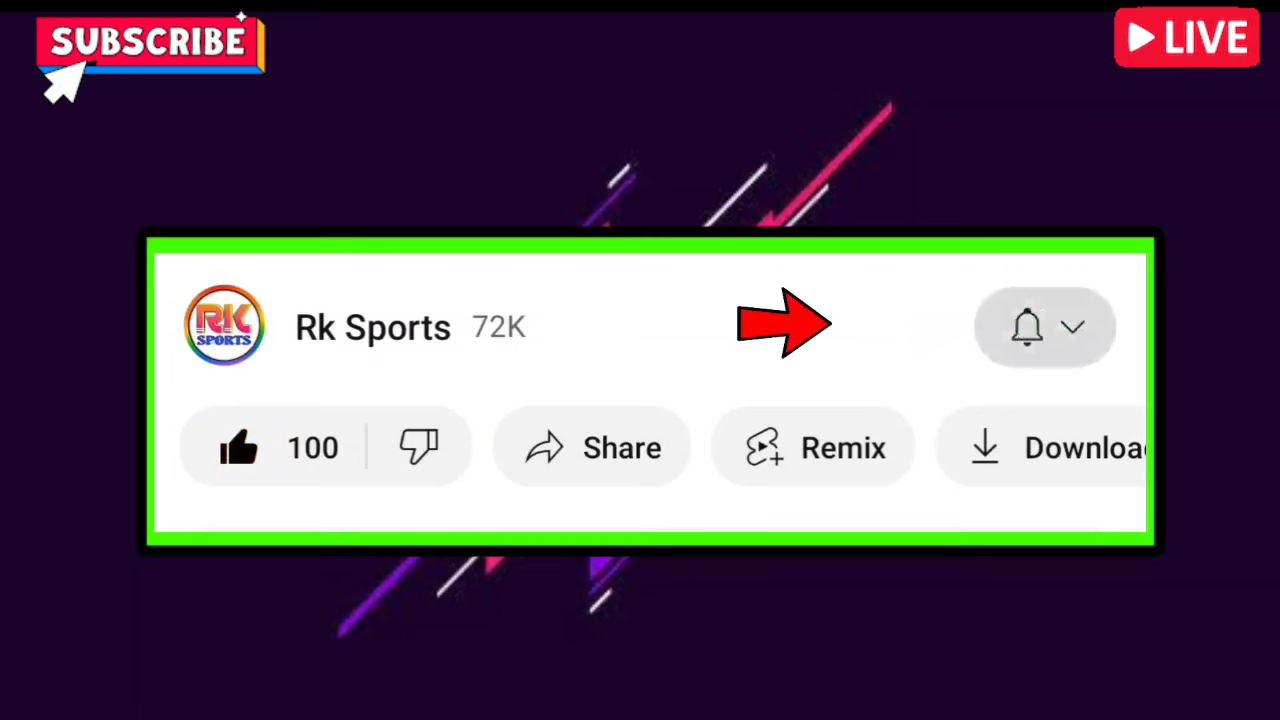 SUBSCRIBE
LIVE
RK
SPORTS
Rk Sports 72K
100 Share Remix Downloa